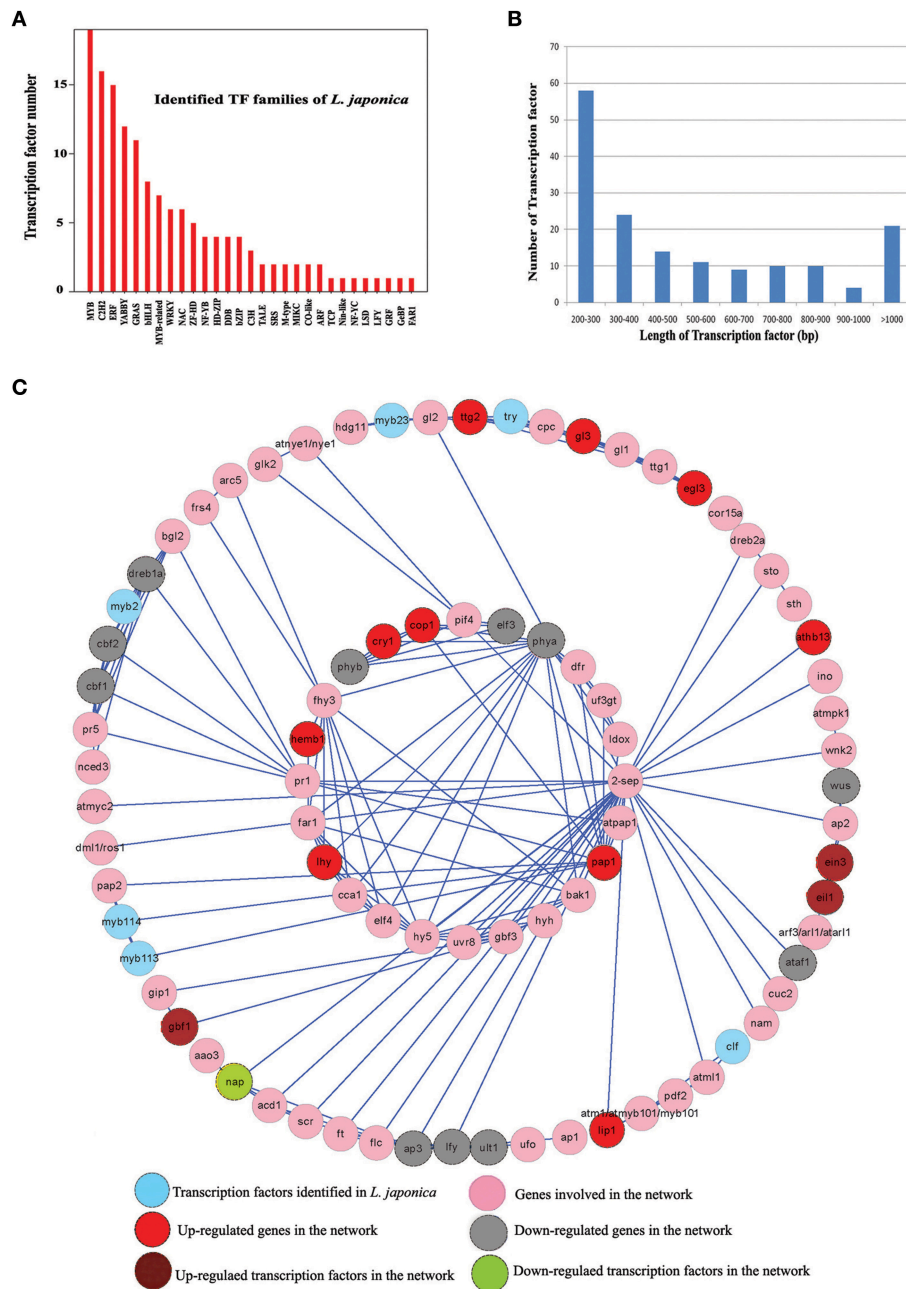 A
B
15
10
5
0
Transcription factor number
Identified TF families of L. japonica
MYB
C2H2
ERF
YABBY
GRAS
bHLH
MYB-related
WRKY
NAC
ZF-HD
NF-YB
HD-ZIP
DDB
DZIP
C3H
TALE
SRS
M-type
MIKC
CO-like
ARF
TCP
Nin-like
NF-YC
LSD
LFY
GRF
GeBP
FAR1
Number of Transcription factor
70
60
50
40
30
20
10
0
200-300 300-400 400-500 500-600 600-700 700-800 800-900 900-1000 >1000
Length of Transcription factor (bp)
C
hdg11
myb23
gl2
ttg2
try
cpc
gl3
gl1
ttg1
egl3
cor15a
dreb2a
sto
sth
athb13
ino
atmpk1
wnk2
wus
ap2
ein3
eil1
arf3/arl1/atarl1
ataf1
cuc2
nam
clf
atml1
pdf2
atm1/atmyb101/myb101
lip1
ap1
ufo
ult1
lfy
ap3
flc
ft
scr
acd1
nap
aao3
gbf1
gip1
myb113
myb114
pap2
dml1/ros1
atmyc2
nced3
pr5
cbf1
cbf2
myb2
dreb1a
bgl2
frs4
arc5
glk2
atnye1/nye1
pif4
elf3
phya
dfr
uf3gt
ldox
2-sep
atpap1
pap1
bak1
hyh
gbf3
uvr8
hy5
elf4
cca1
lhy
far1
pr1
hemb1
fhy3
phyb
cry1
cop1
Transcription factors identified in L. japonica
Genes involved in the network
Up-regulated genes in the network
Down-regulated genes in the network
Up-regulaed transcription factors in the network
Down-regulaed transcription factors in the network